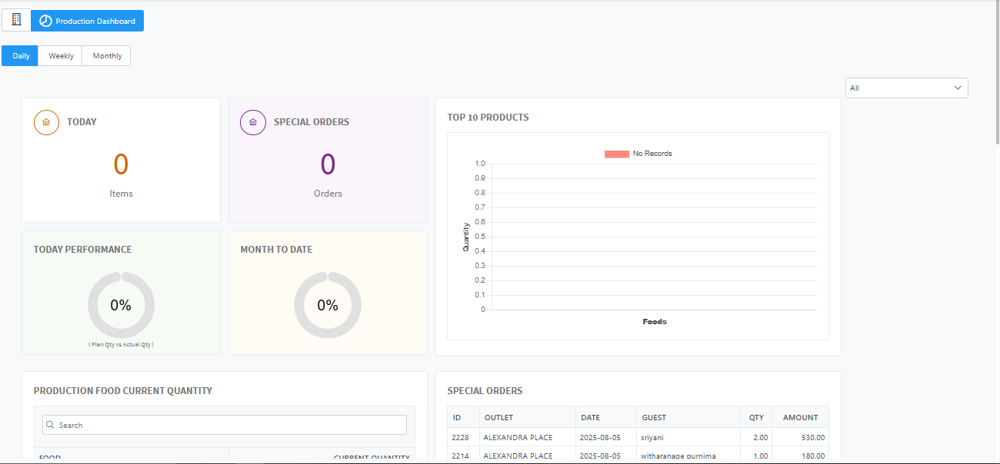 Production Dashboard
Daily Weekly Monthly
All
TODAY
0
Items
SPECIAL ORDERS
0
Orders
TOP 10 PRODUCTS
No Records
1.0
0.9
0.8
0.7
0.6
0.5
0.4
0.3
0.2
0.1
0
Quantity
Foods
TODAY PERFORMANCE
0%
( Plan Qty vs Actual Qty )
MONTH TO DATE
0%
PRODUCTION FOOD CURRENT QUANTITY
Search
FOOD CURRENT QUANTITY
SPECIAL ORDERS
ID OUTLET DATE GUEST QTY AMOUNT
2228 ALEXANDRA PLACE 2025-08-05 sriyani 2.00 530.00
2214 ALEXANDRA PLACE 2025-08-05 witharanage purnima 1.00 180.00